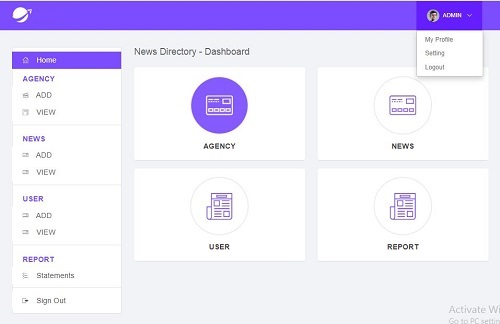 ADMIN
My Profile
Setting
Logout
Home
AGENCY
ADD
VIEW
NEWS
ADD
VIEW
USER
ADD
VIEW
REPORT
Statements
Sign Out
News Directory - Dashboard
AGENCY
NEWS
USER
REPORT
Activate Wi
Go to PC settin